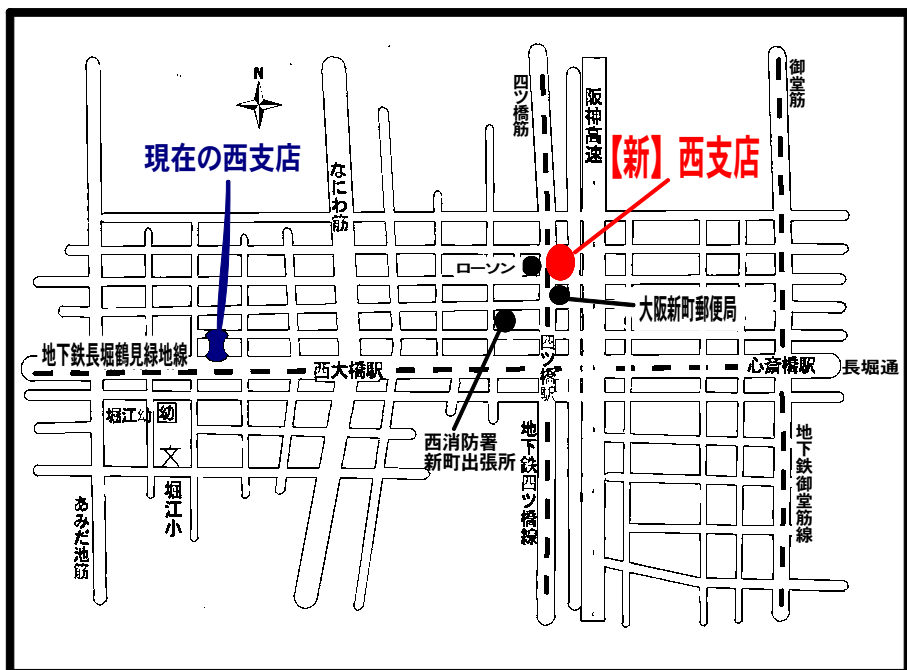 N
四ツ橋筋
阪神高速
御堂筋
現在の西支店
【新】西支店
なにわ筋
ローソン
大阪新町郵便局
地下鉄長堀鶴見緑地線
西大橋駅
四ツ橋駅
心斎橋駅
長堀通
堀江幼
幼
文
堀江小
西消防署
新町出張所
地下鉄四ツ橋線
地下鉄御堂筋線
あみだ池筋